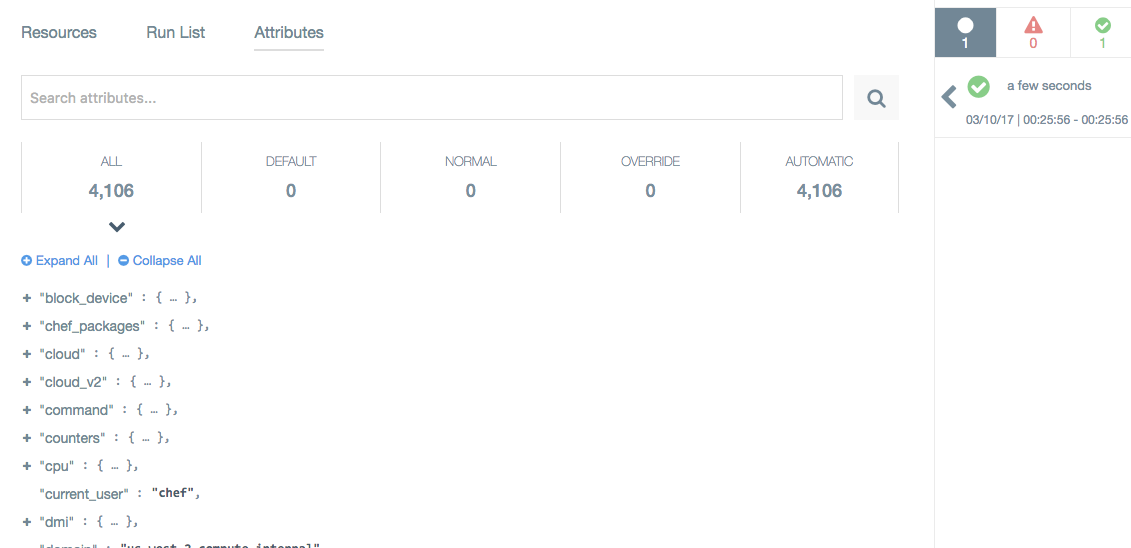 Resources Run List Attributes
Search attributes...
ALL DEFAULT NORMAL OVERRIDE AUTOMATIC
4,106 0 0 0 4,106
Expand All | Collapse All
+ "block_device" : { … },
+ "chef_packages" : { … },
+ "cloud" : { … },
+ "cloud_v2" : { … },
+ "command" : { … },
+ "counters" : { … },
+ "cpu" : { … },
"current_user" : "chef",
+ "dmi" : { … },
1 0 1
a few seconds
03/10/17 | 00:25:56 - 00:25:56